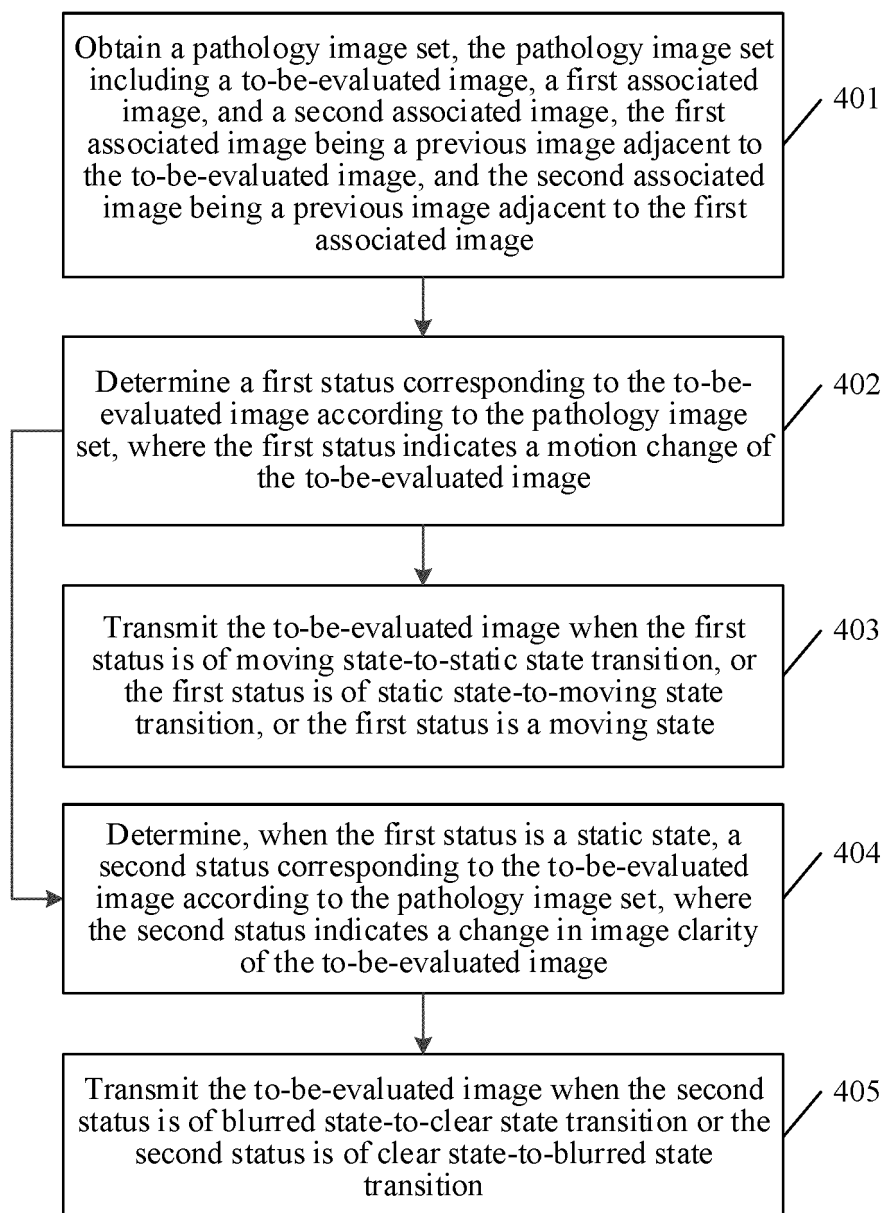 Obtain a pathology image set, the pathology image set
including a to-be-evaluated image, a first associated
image, and a second associated image, the first
associated image being a previous image adjacent to
the to-be-evaluated image, and the second associated
image being a previous image adjacent to the first
associated image
401
Determine a first status corresponding to the to-be-
evaluated image according to the pathology image
set, where the first status indicates a motion change of
the to-be-evaluated image
402
Transmit the to-be-evaluated image when the first
status is of moving state-to-static state transition, or
the first status is of static state-to-moving state
transition, or the first status is a moving state
403
Determine, when the first status is a static state, a
second status corresponding to the to-be-evaluated
image according to the pathology image set, where
the second status indicates a change in image clarity
of the to-be-evaluated image
404
Transmit the to-be-evaluated image when the second
status is of blurred state-to-clear state transition or the
second status is of clear state-to-blurred state
transition
405